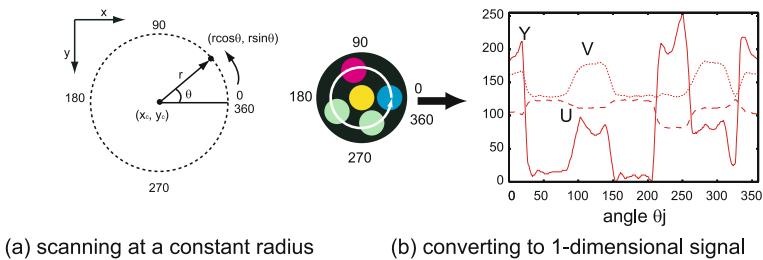 x
y
90
(rcosθ, rsinθ)
r
θ
180
0
360
(xc, yc)
270
90
180
0
360
270
250
200
150
100
50
0
Y
V
U
0
50
100
150
200
250
300
350
angle θj
(a) scanning at a constant radius
(b) converting to 1-dimensional signal